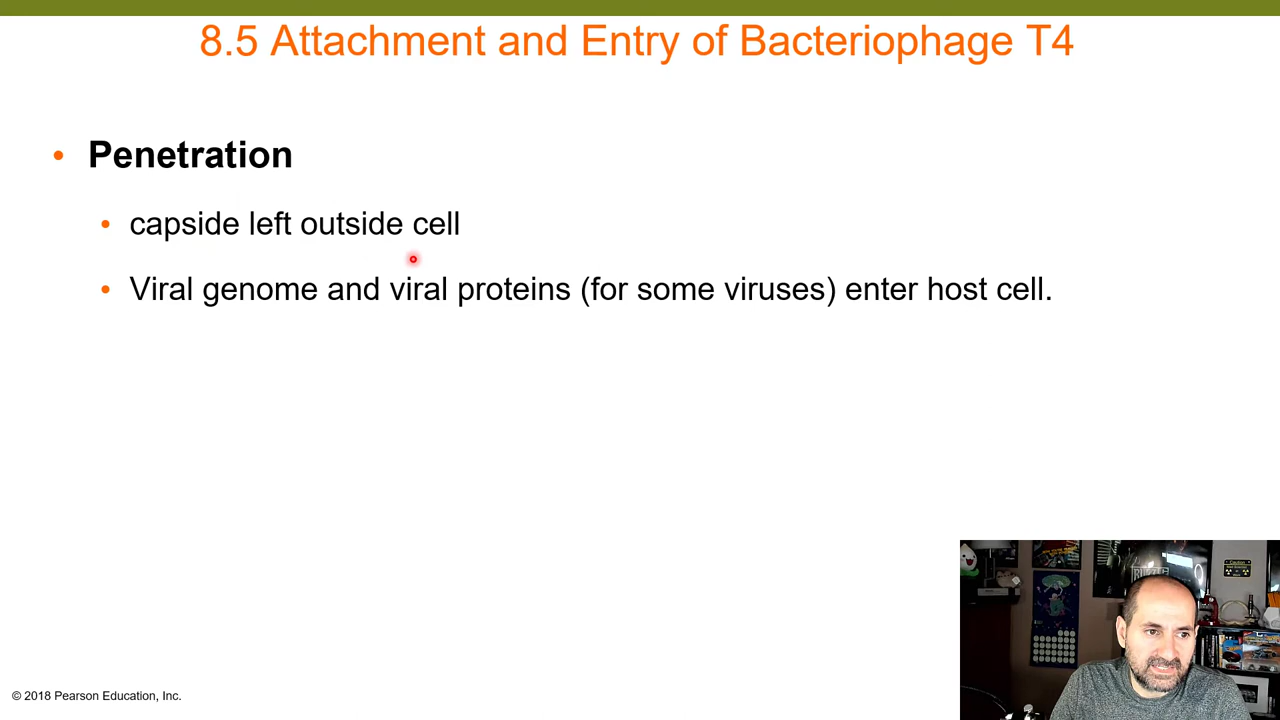 8.5 Attachment and Entry of Bacteriophage T4
• Penetration
• capside left outside cell
• Viral genome and viral proteins (for some viruses) enter host cell.
Caution
© 2018 Pearson Education, Inc.